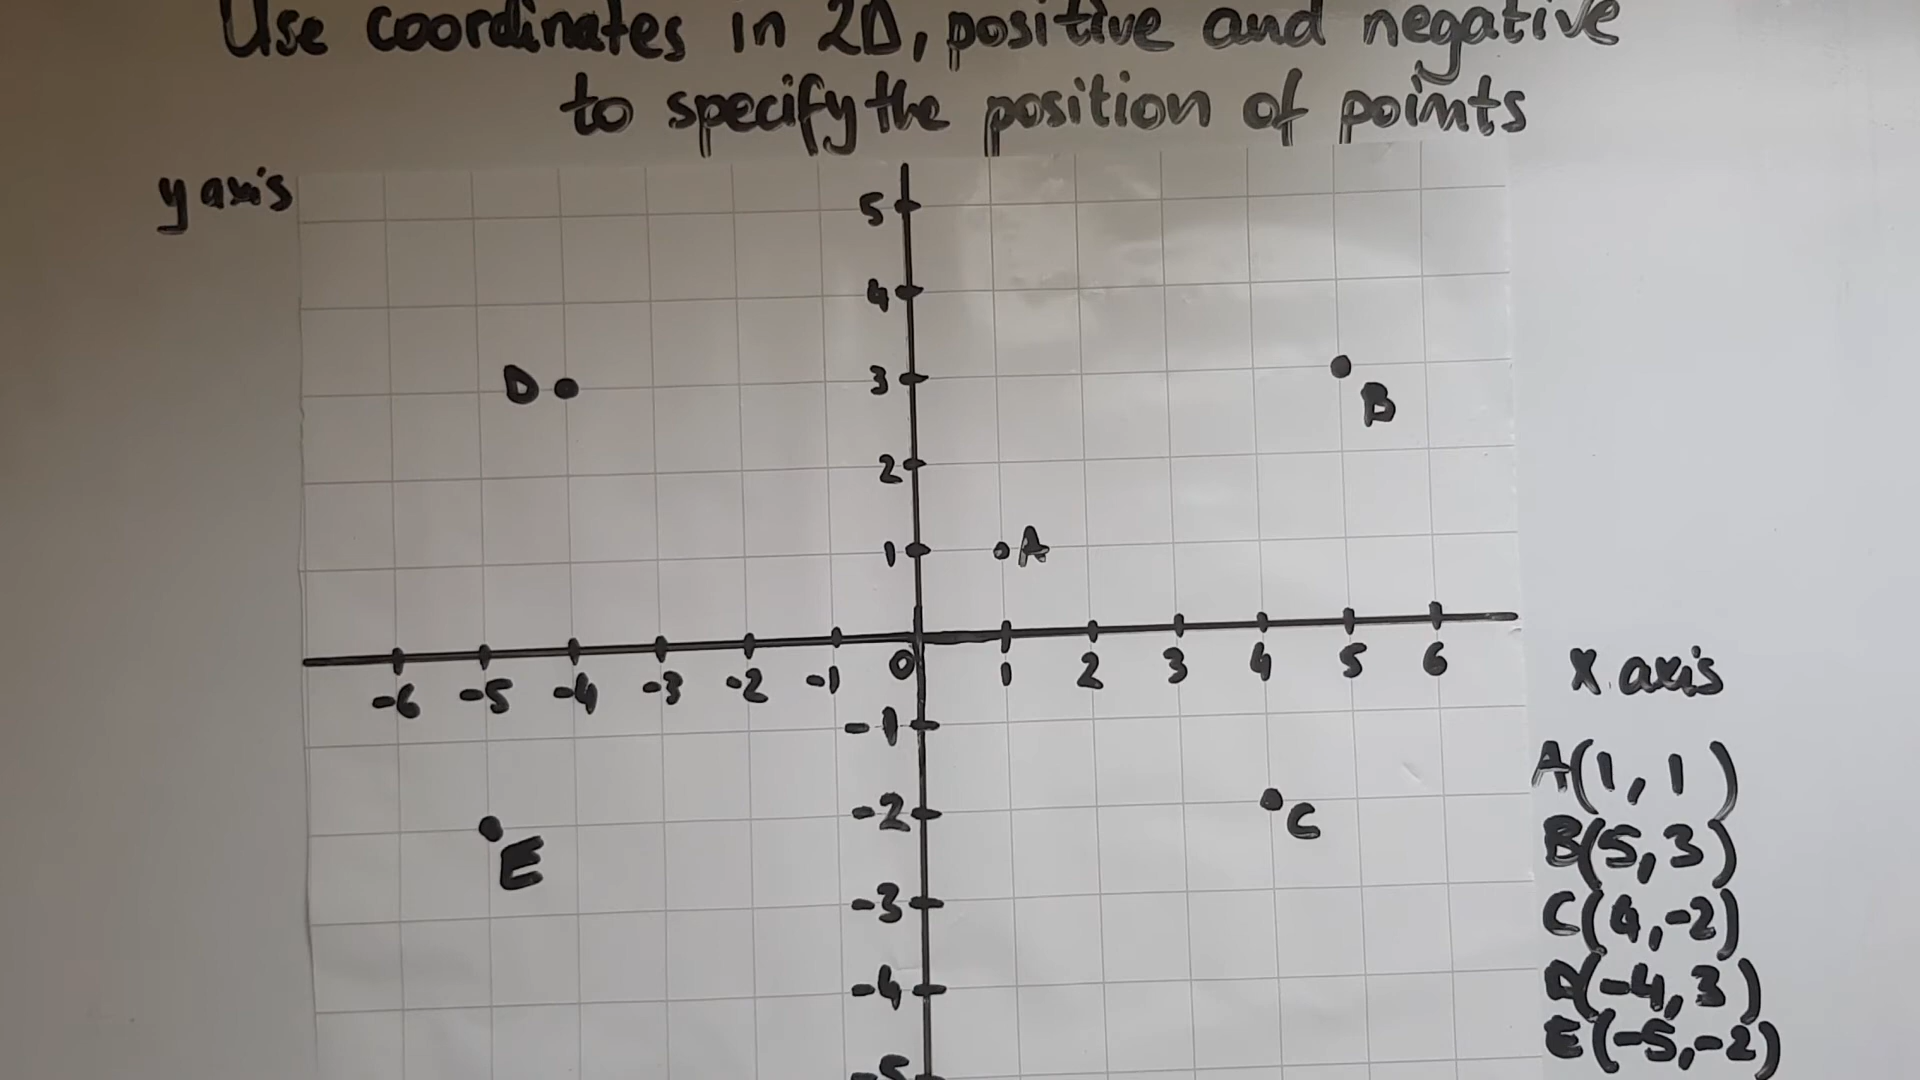 Use coordinates in 2D, positive and negative
to specify the position of points
y axis
5
4
3
2
1
0
-1
-2
-3
-4
-5
-6 -5 -4 -3 -2 -1 1 2 3 4 5 6
x axis
D
B
A
E
C
A(1, 1)
B(5, 3)
C(4, -2)
D(-4, 3)
E(-5, -2)